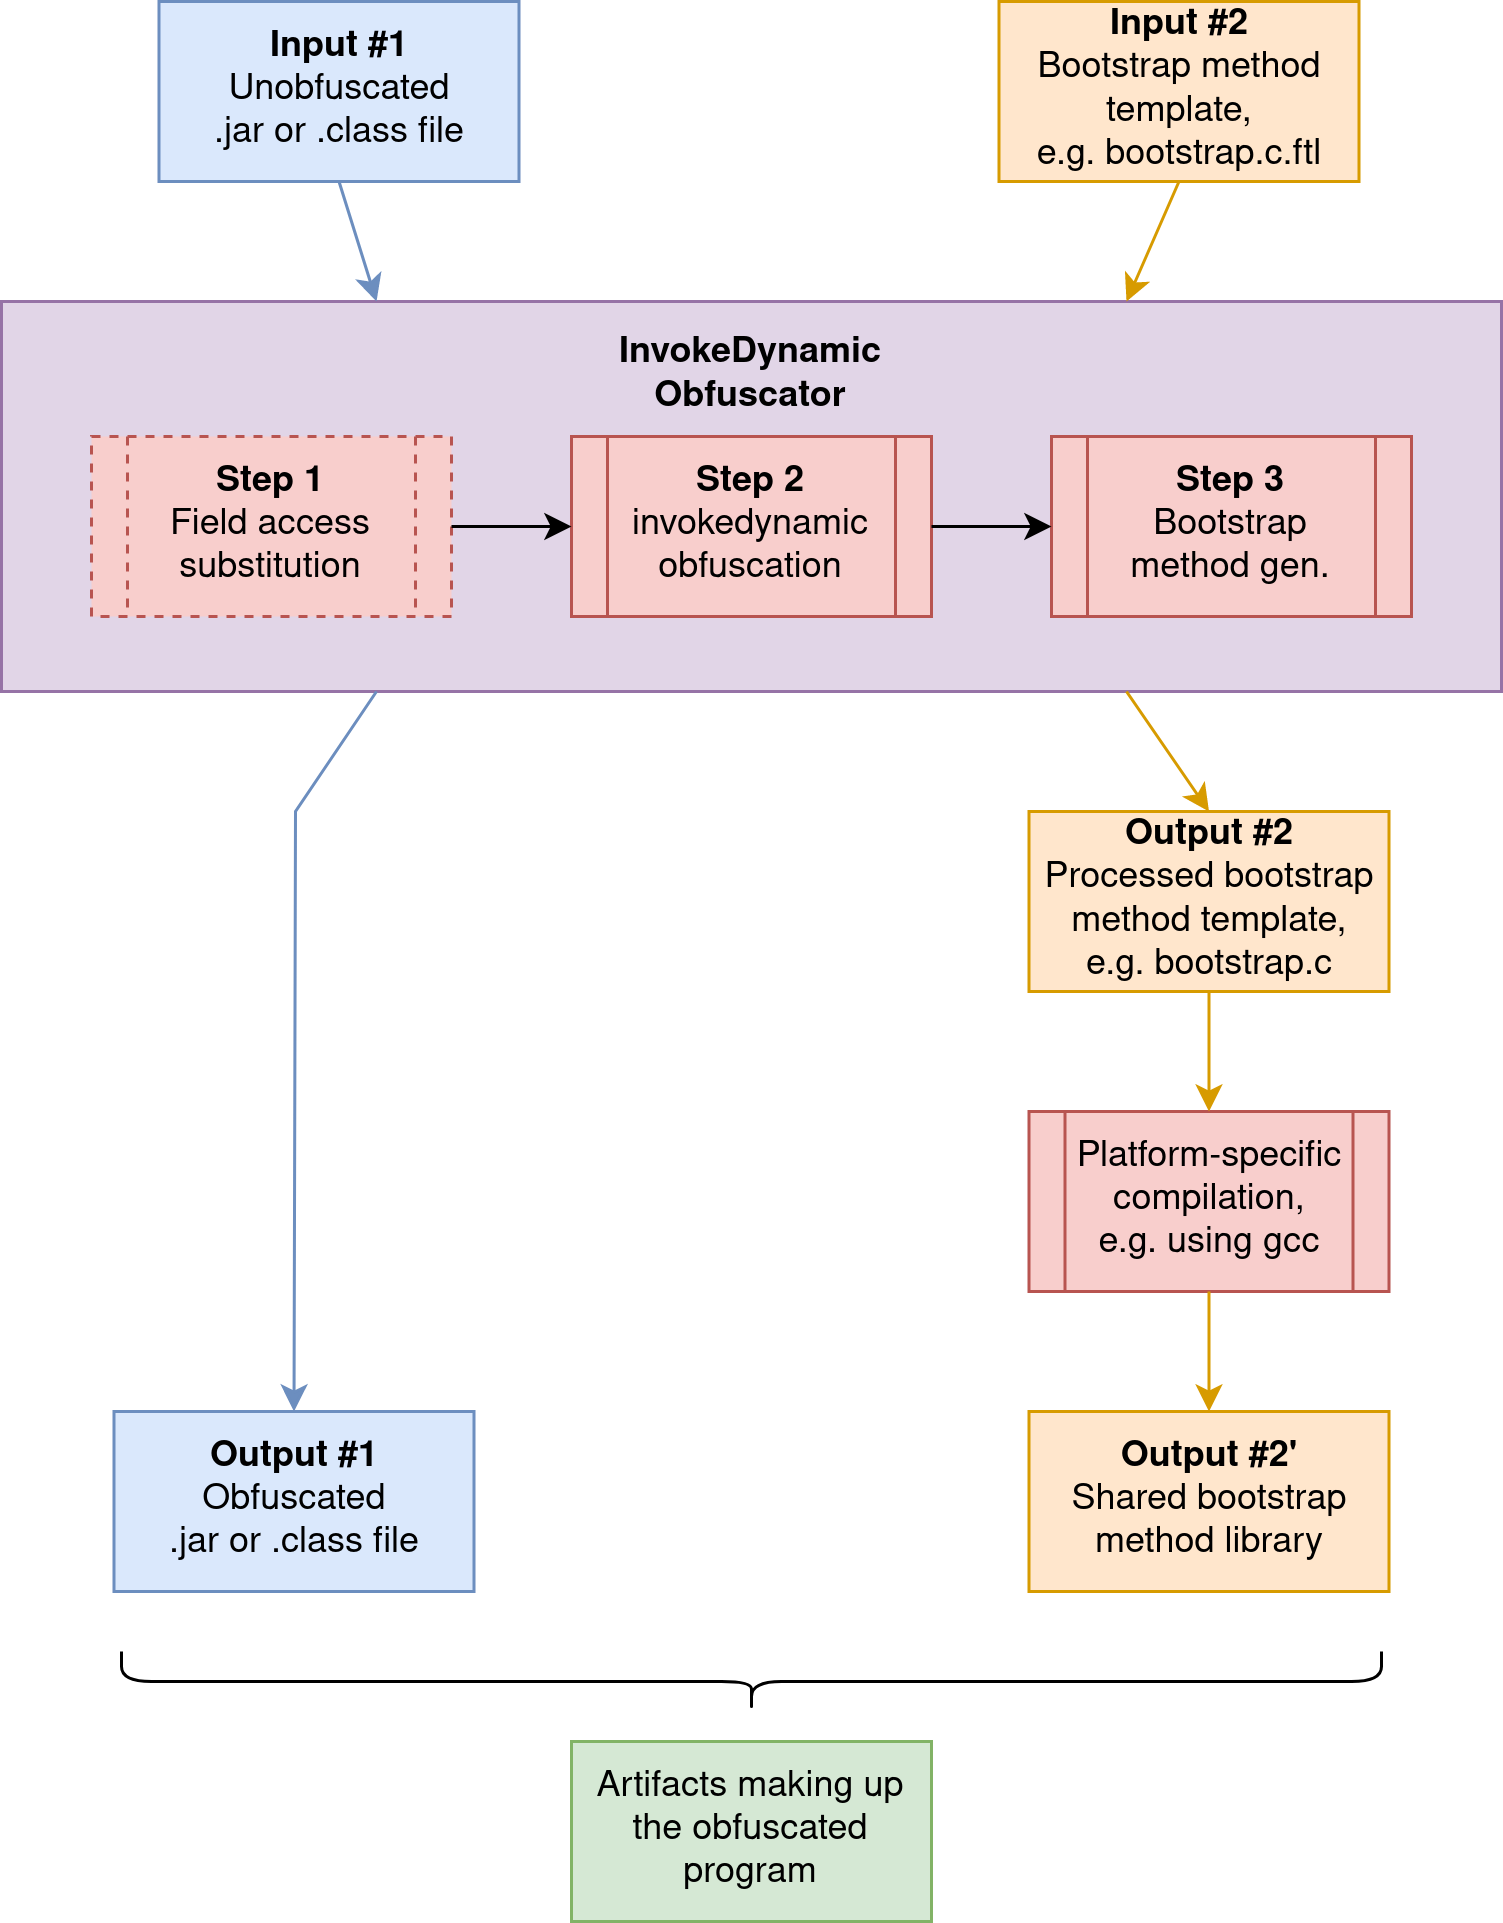 Input #1
Unobfuscated
.jar or .class file
Input #2
Bootstrap method
template,
e.g. bootstrap.c.ftl
InvokeDynamic
Obfuscator
Step 1
Field access
substitution
Step 2
invokedynamic
obfuscation
Step 3
Bootstrap
method gen.
Output #2
Processed bootstrap
method template,
e.g. bootstrap.c
Platform-specific
compilation,
e.g. using gcc
Output #1
Obfuscated
.jar or .class file
Output #2'
Shared bootstrap
method library
Artifacts making up
the obfuscated
program